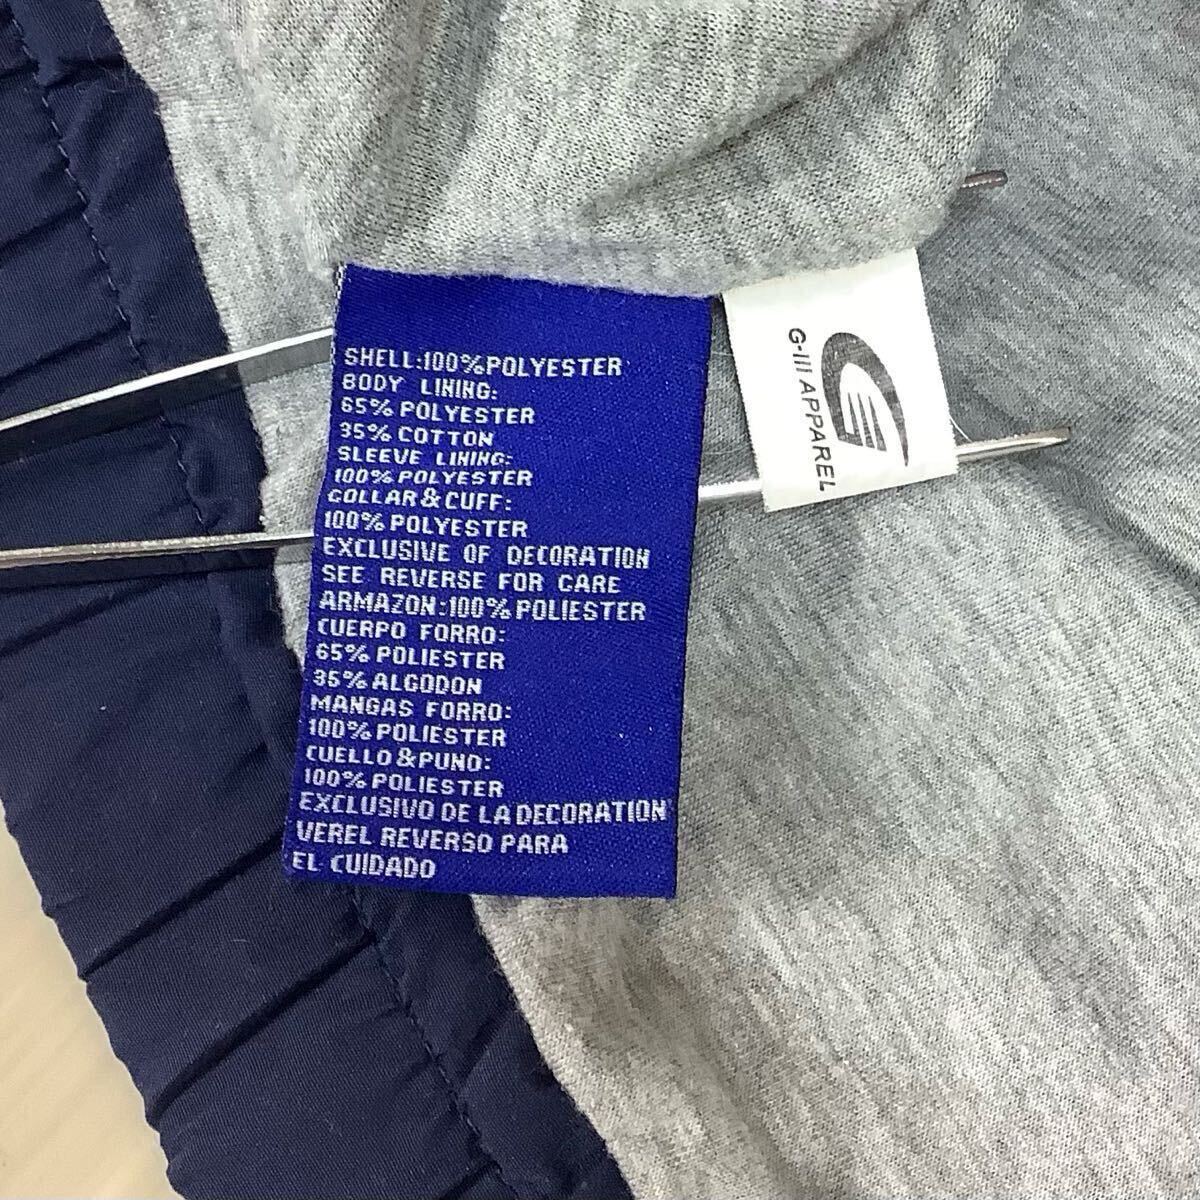 SHELL:100%POLYESTER
BODY LINING:
65% POLYESTER
35% COTTON
SLEEVE LINING:
100% POLYESTER
COLLAR&CUFF:
100% POLYESTER
EXCLUSIVE OF DECORATION
SEE REVERSE FOR CARE
ARMAZON:100%POLIESTER
CUERPO FORRO:
65% POLIESTER
35% ALGODON
MANGAS FORRO:
100% POLIESTER
CUELLO&PUNO:
100% POLIESTER
EXCLUSIVO DE LA DECORATION
VEREL REVERSO PARA
EL CUIDADO
G-III APPAREL